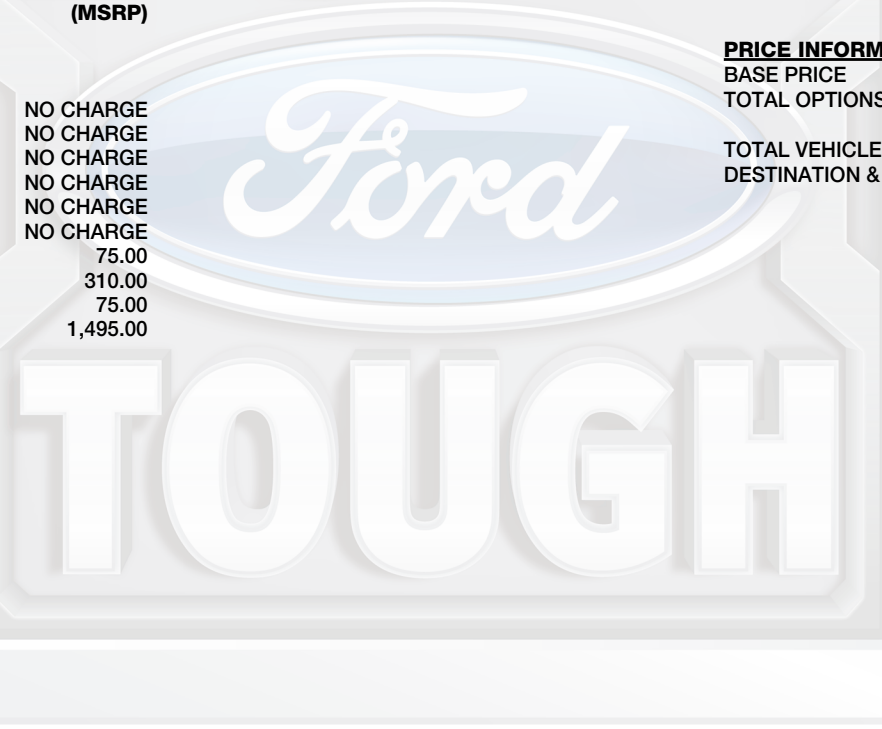 (MSRP)
NO CHARGE
NO CHARGE
NO CHARGE
NO CHARGE
NO CHARGE
NO CHARGE
75.00
310.00
75.00
1,495.00
PRICE INFORM
BASE PRICE
TOTAL OPTIONS
TOTAL VEHICLE
DESTINATION &
Ford
TOUGH